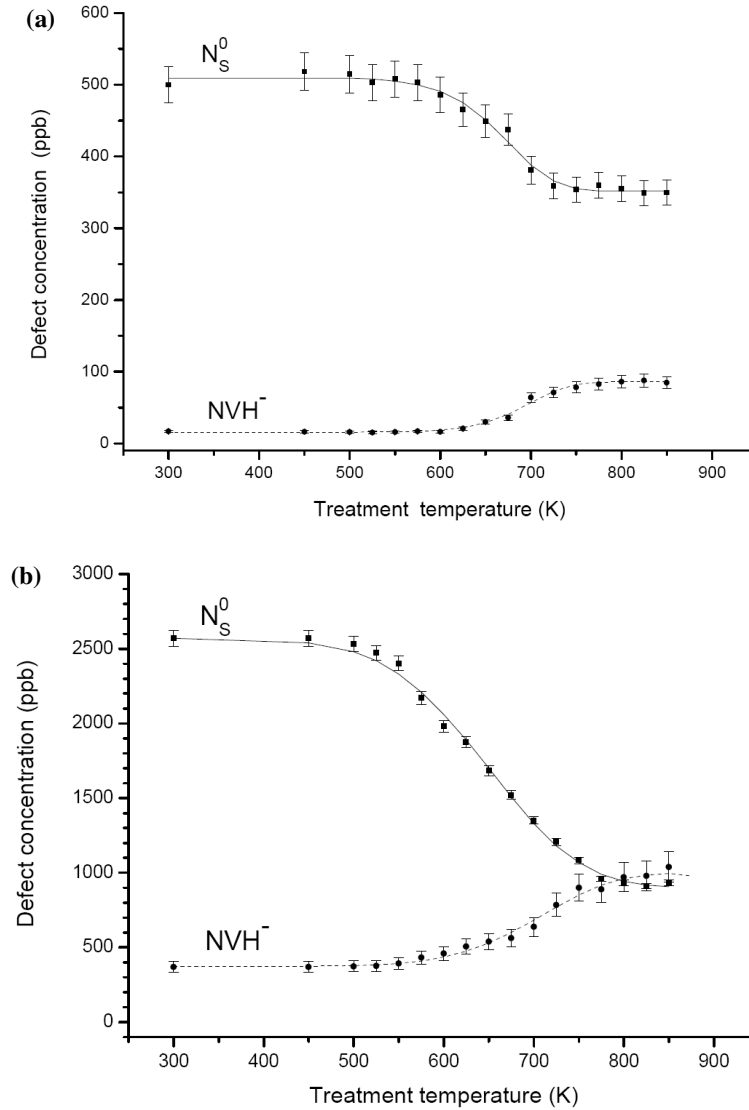 (a)
600
500
400
300
200
100
0
Defect concentration (ppb)
N_S^0
NVH^-
300 400 500 600 700 800 900
Treatment temperature (K)
(b)
3000
2500
2000
1500
1000
500
0
Defect concentration (ppb)
N_S^0
NVH^-
300 400 500 600 700 800 900
Treatment temperature (K)